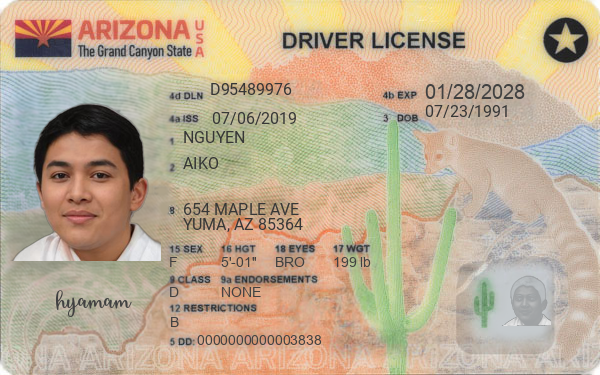 ARIZONA USA
The Grand Canyon State
DRIVER LICENSE
4d DLN D95489976
4b EXP 01/28/2028
4a ISS 07/06/2019
3 DOB 07/23/1991
1 NGUYEN
2 AIKO
8 654 MAPLE AVE
YUMA, AZ 85364
15 SEX 16 HGT 18 EYES 17 WGT
F 5'-01" BRO 199 lb
9 CLASS 9a ENDORSEMENTS
D NONE
12 RESTRICTIONS
B
hyamam
5 DD: 0000000000003838
ARIZONA ARIZONA ARIZONA ARIZONA